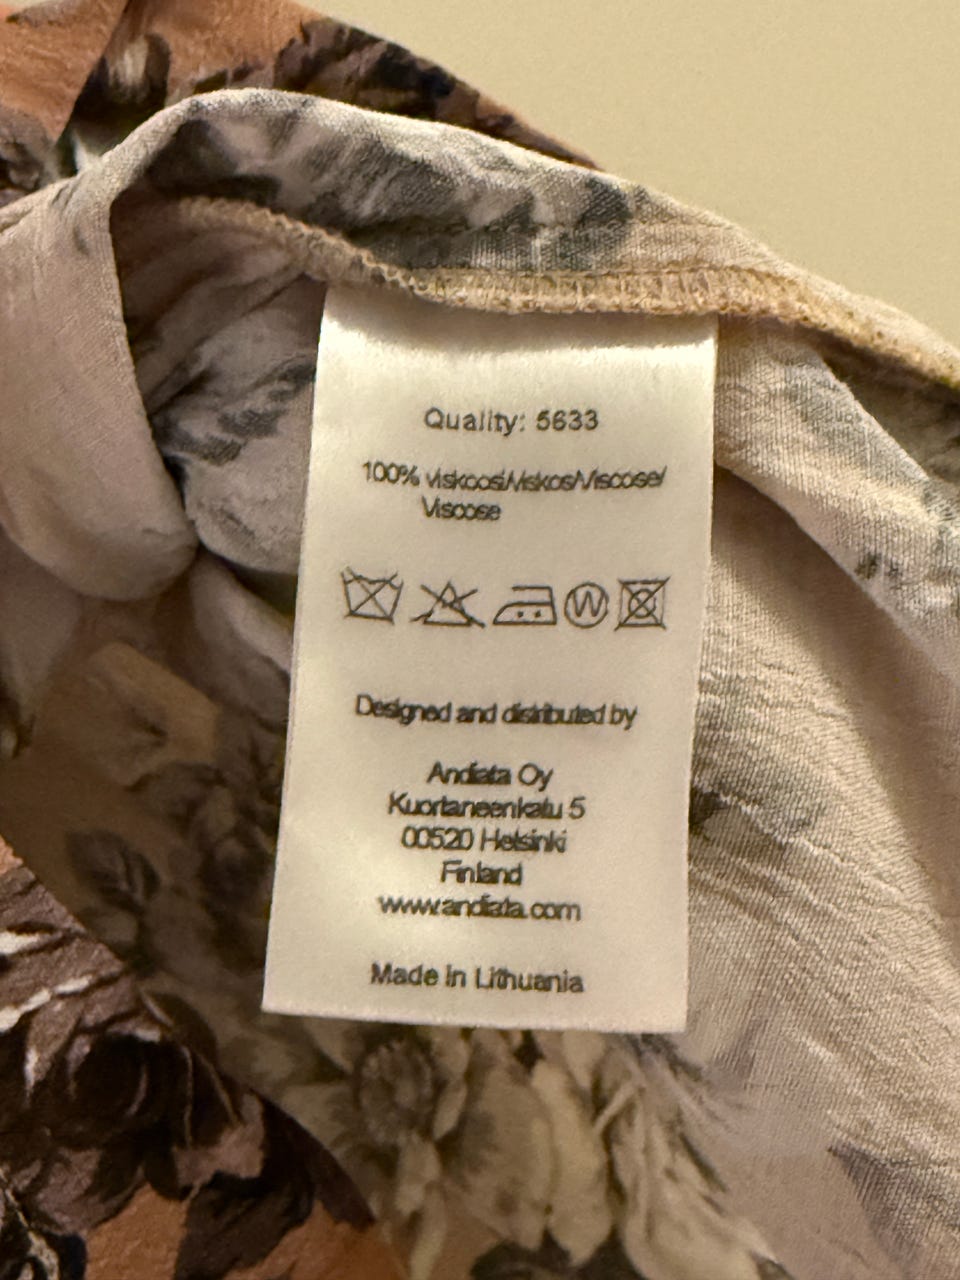 Quality: 5633
100% viskoosi/Viskos/Viscose/
Viscose
W
Designed and distributed by
Andiata Oy
Kuortaneenkatu 5
00520 Helsinki
Finland
www.andiata.com
Made in Lithuania